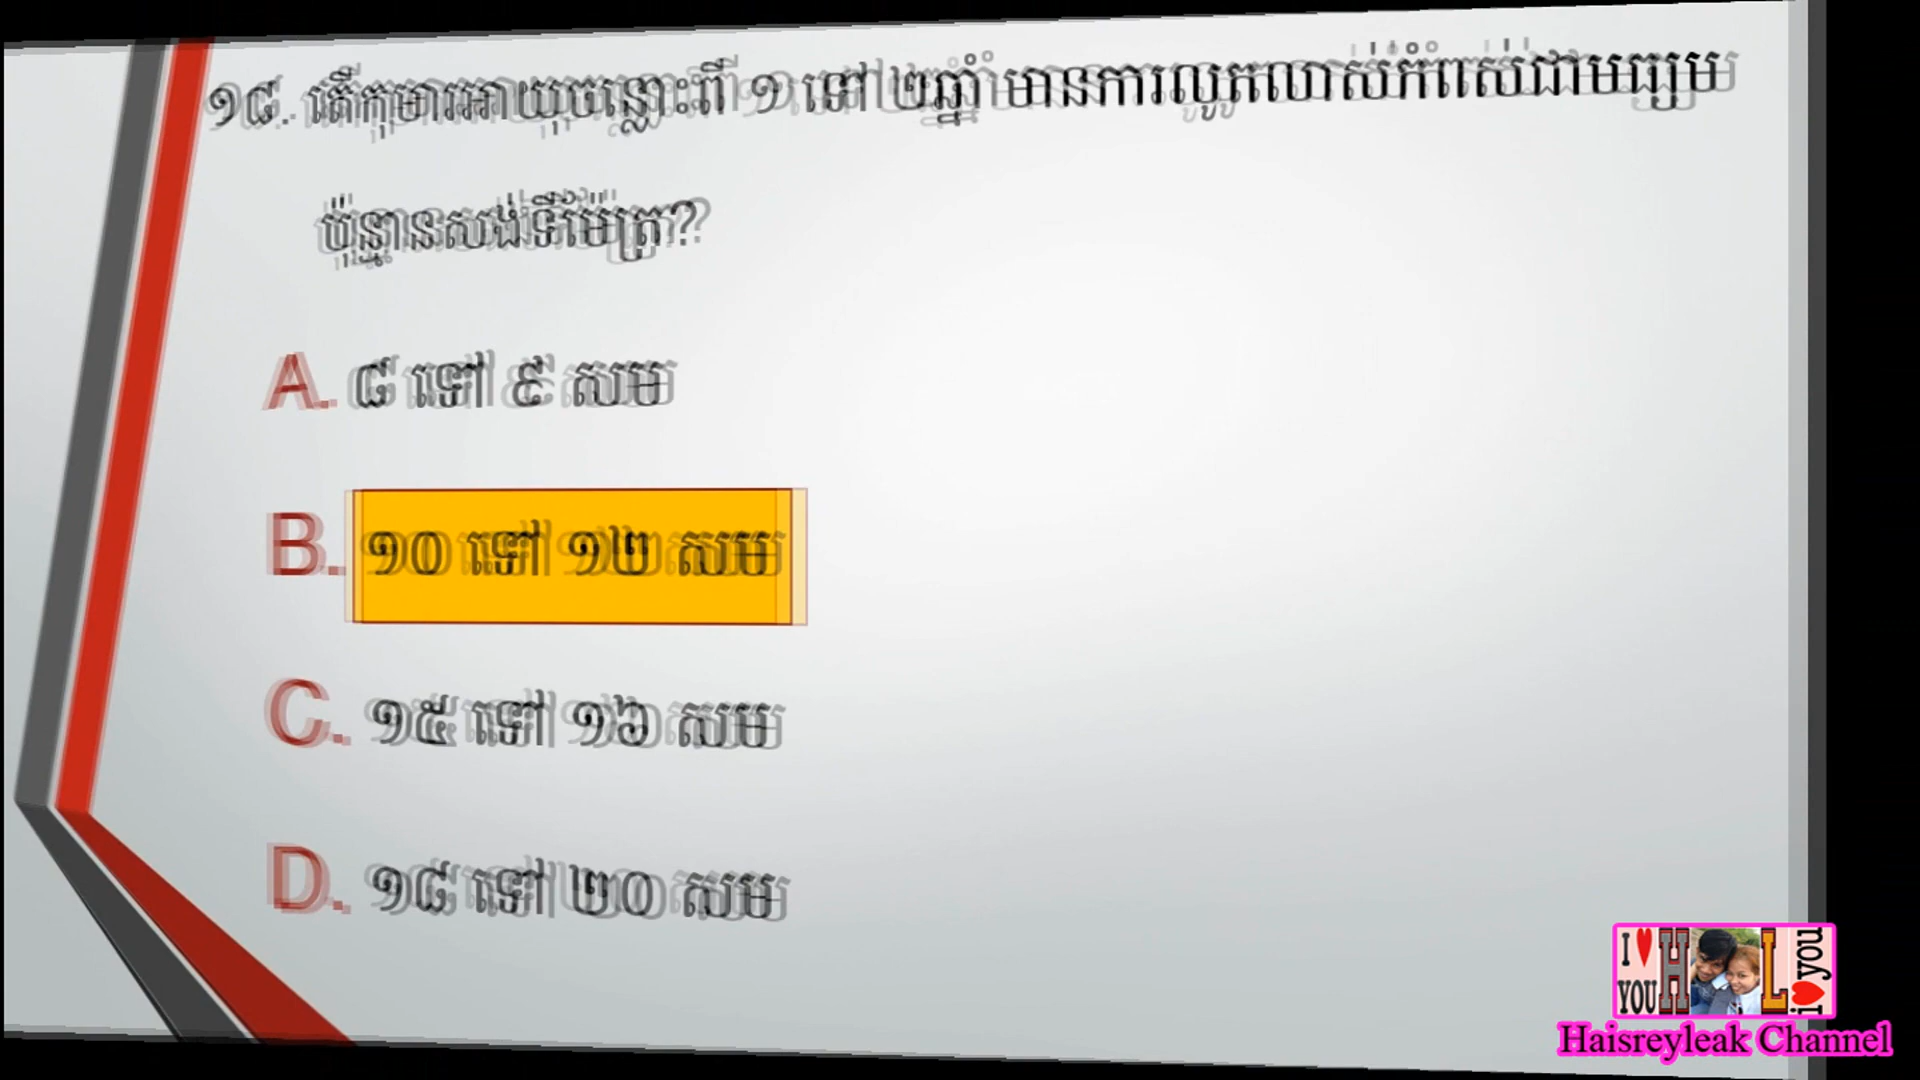 ១៨. តើកុមារអាយុចន្លោះពី ១ ទៅ ២ឆ្នាំ មានការលូតលាស់កំពស់ជាមធ្យម
ប៉ុន្មានសង់ទីម៉ែត្រ?
A. ៨ ទៅ ៩ សម
B. ១០ ទៅ ១២ សម
C. ១៥ ទៅ ១៦ សម
D. ១៨ ទៅ ២០ សម
I ♥ YOU H L i ♥ you
Haisreyleak Channel